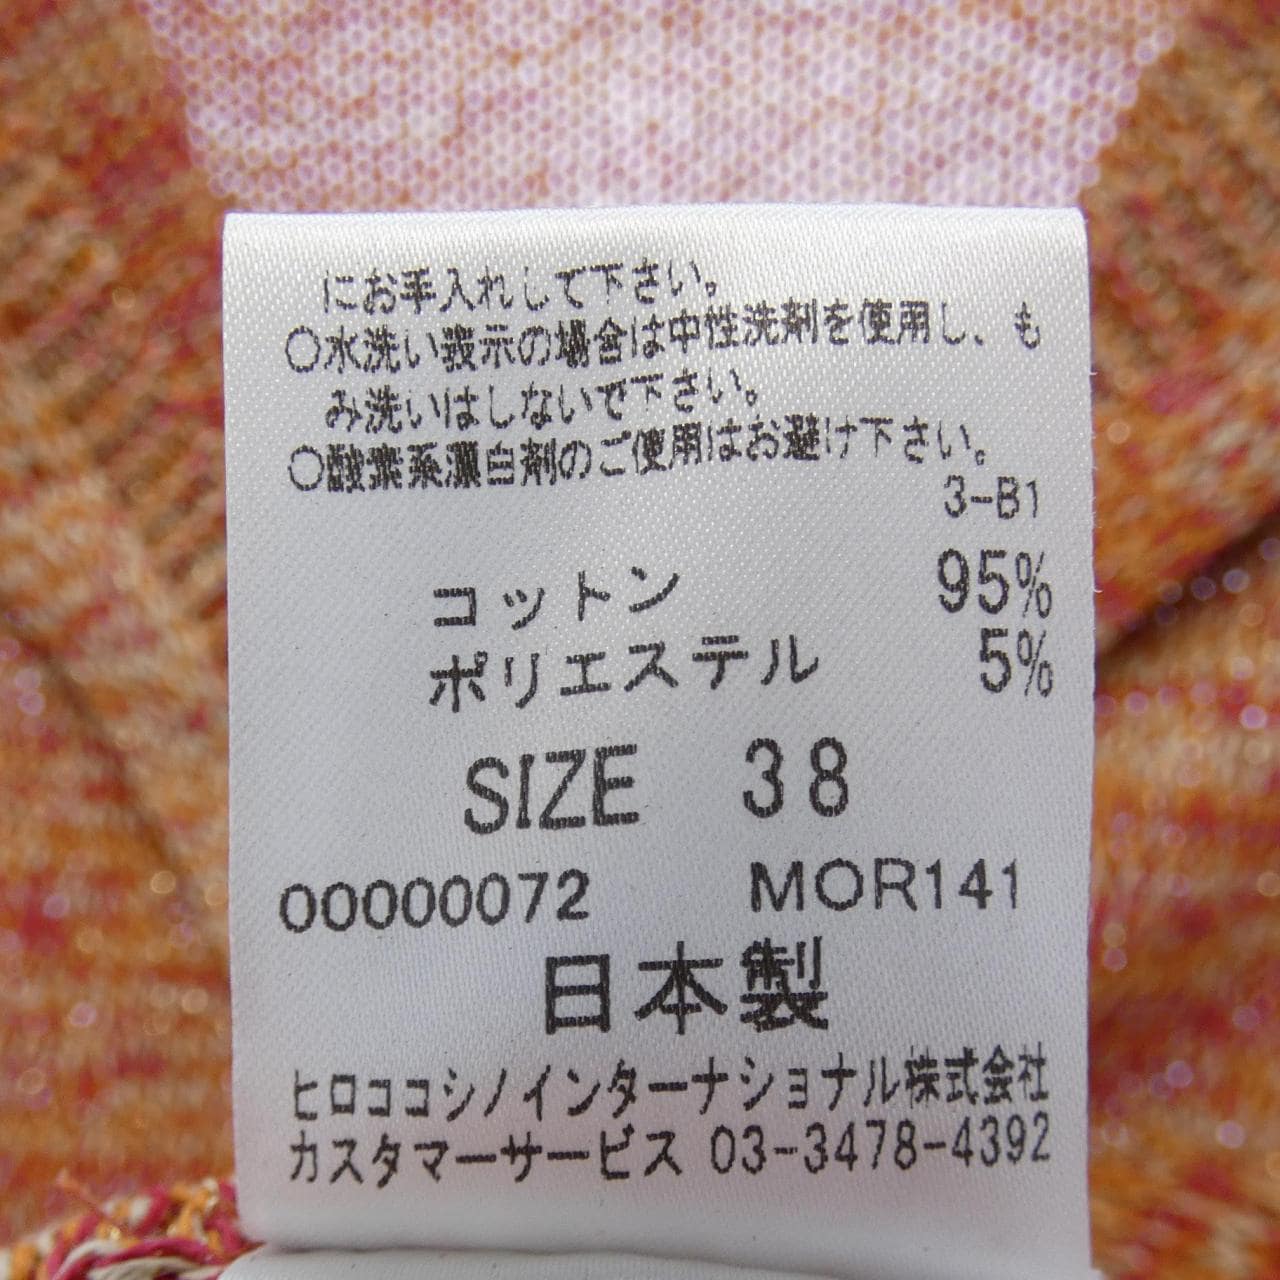 にお手入れして下さい。
○水洗い表示の場合は中性洗剤を使用し、も
み洗いはしないで下さい。
○酸素系漂白剤のご使用はお避け下さい。
3-B1
コットン 95%
ポリエステル 5%
SIZE 38
00000072 MOR141
日本製
ヒロココシノインターナショナル株式会社
カスタマーサービス 03-3478-4392